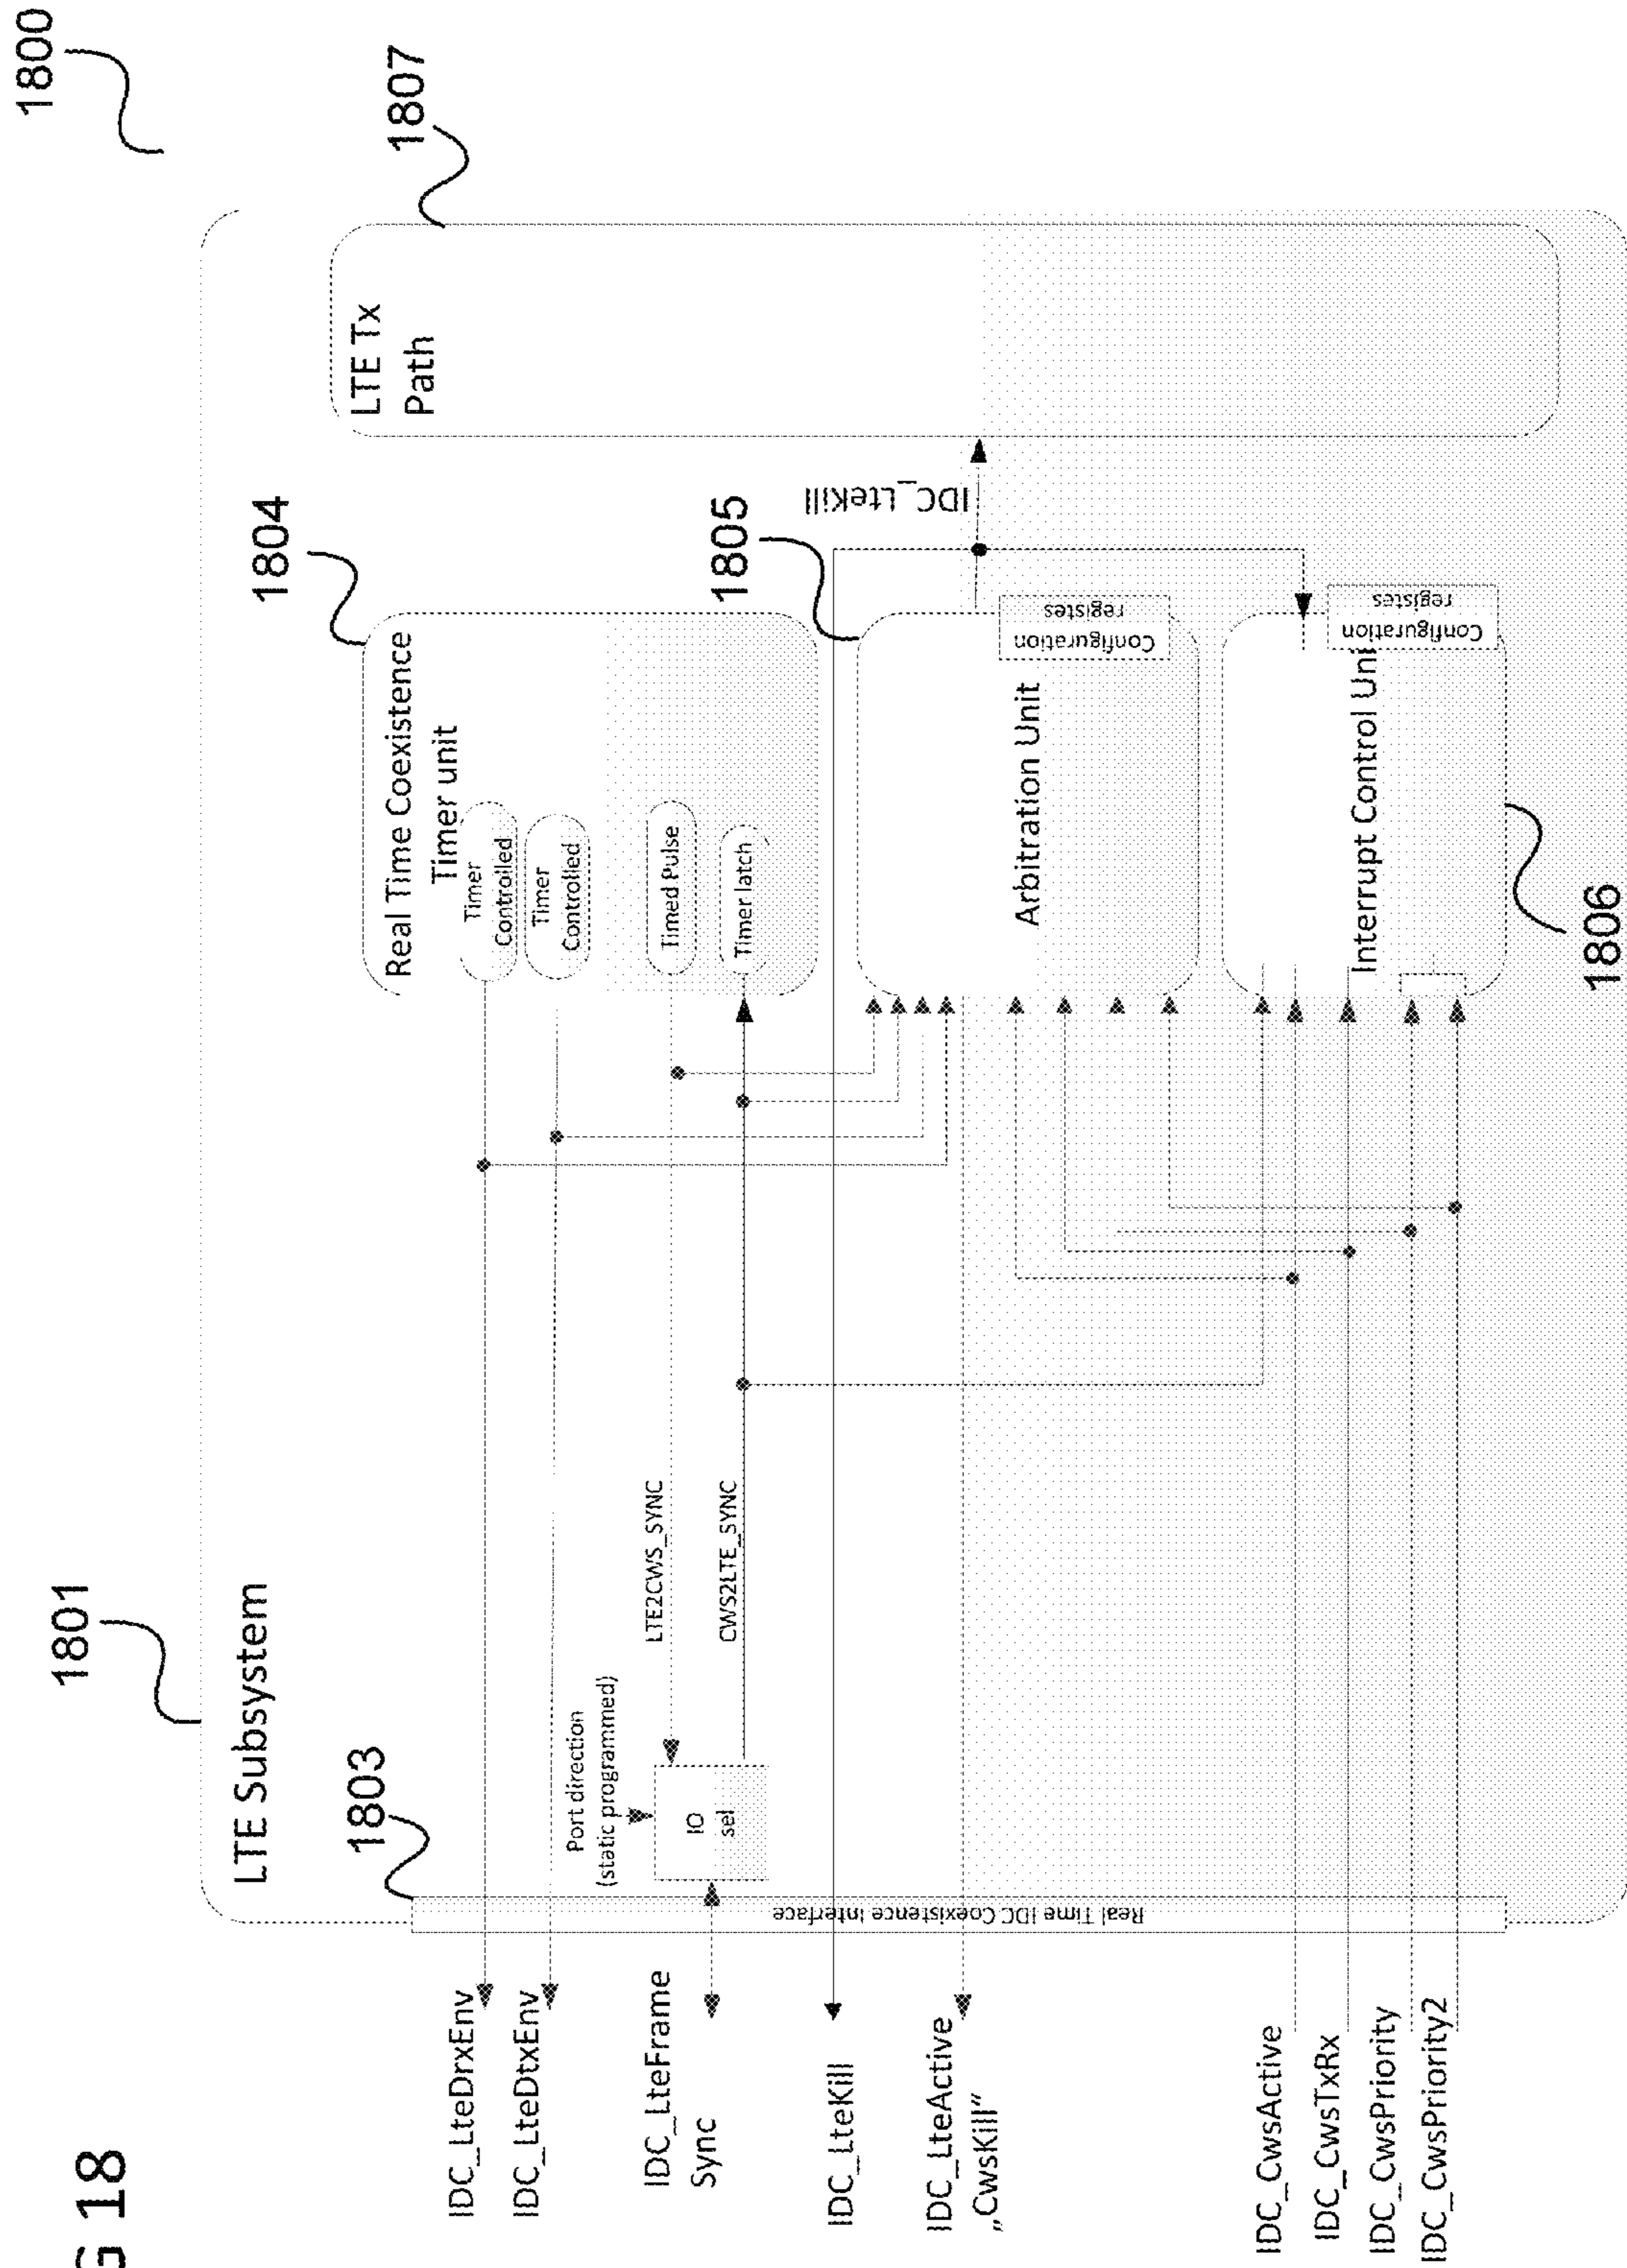 1800
1801
LTE Subsystem
1803
1804
1807
Real Time Coexistence
Timer unit
Timer
Controlled
Timer
Controlled
Timed Pulse
Timer latch
LTE Tx
Path
IDC_LteDrxEnv
IDC_LteDtxEnv
Port direction
(static programmed)
IO
sel
LTE2CWS_SYNC
CWS2LTE_SYNC
IDC_LteFrame
Sync
IDC_LteKill
IDC_LteKill
1805
Configuration
registes
Arbitration Unit
IDC_LteActive
„CwsKill“
Real Time IDC Coexistence Interface
Configuration
registes
Interrupt Control Uni
1806
IDC_CwsActive
IDC_CwsTxRx
IDC_CwsPriority
IDC_CwsPriority2
G 18